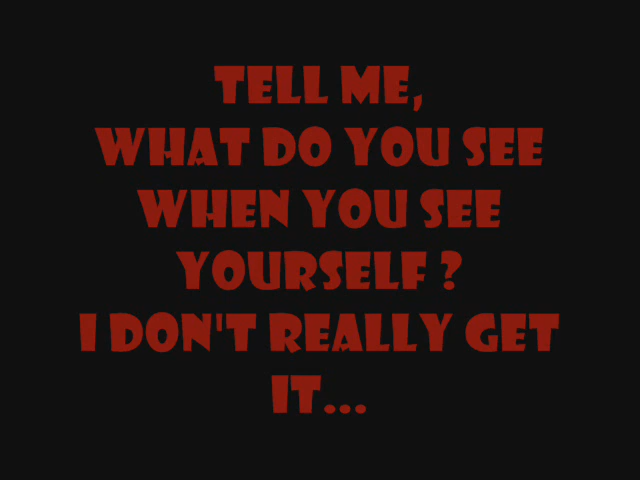 TELL ME,
WHAT DO YOU SEE
WHEN YOU SEE
YOURSELF ?
I DON'T REALLY GET
IT...